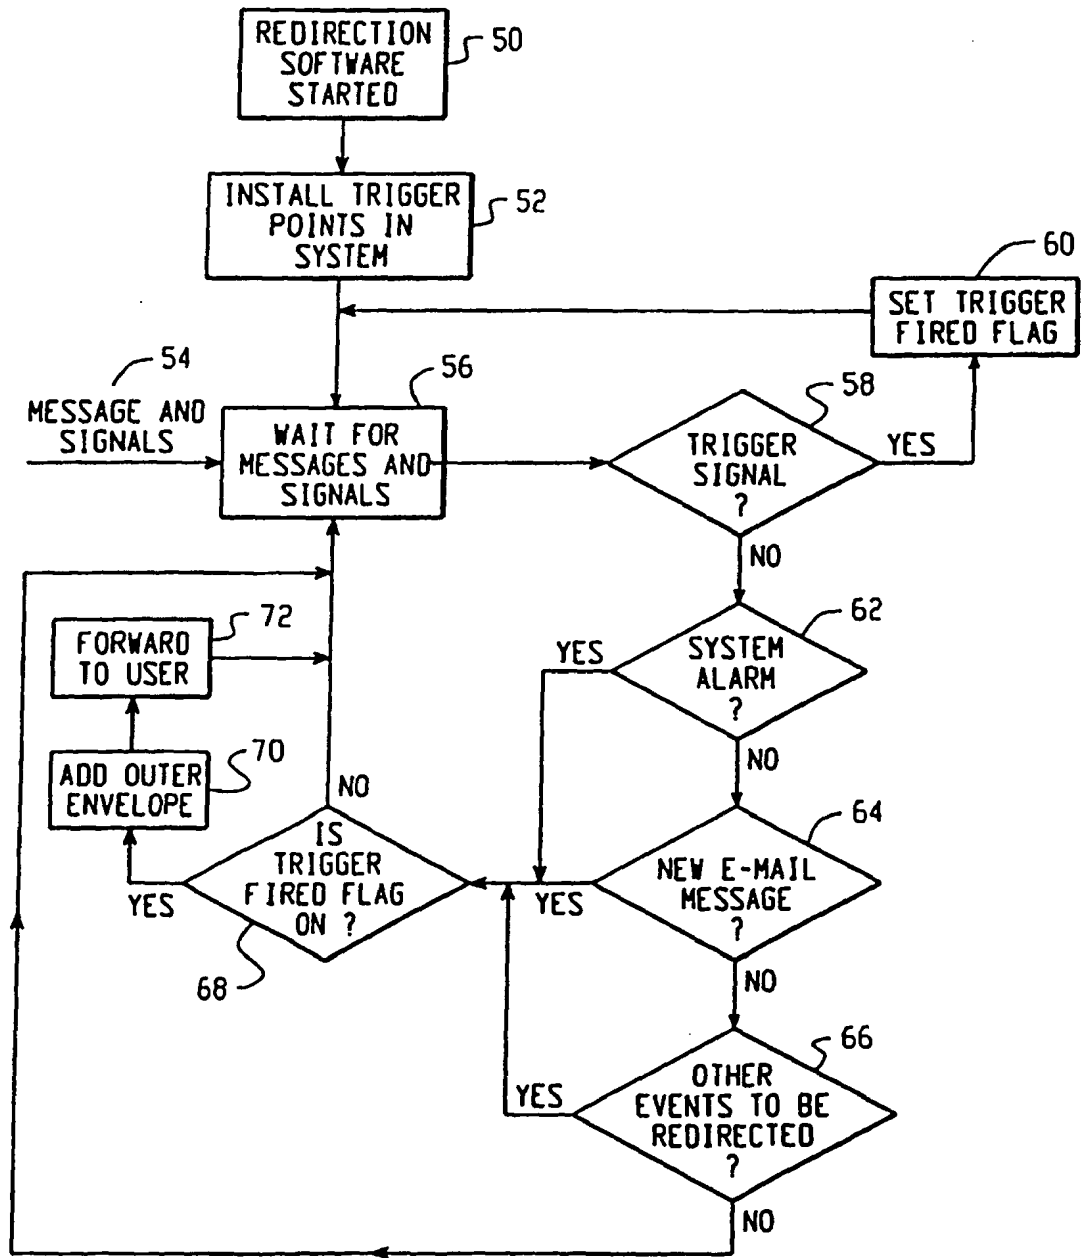 REDIRECTION
SOFTWARE
STARTED
50
INSTALL TRIGGER
POINTS IN
SYSTEM
52
60
SET TRIGGER
FIRED FLAG
54
MESSAGE AND
SIGNALS
56
WAIT FOR
MESSAGES AND
SIGNALS
58
TRIGGER
SIGNAL
?
YES
NO
62
SYSTEM
ALARM
?
YES
NO
72
FORWARD
TO USER
70
ADD OUTER
ENVELOPE
NO
IS
TRIGGER
FIRED FLAG
ON ?
YES
68
64
NEW E-MAIL
MESSAGE
?
YES
NO
66
OTHER
EVENTS TO BE
REDIRECTED
?
YES
NO